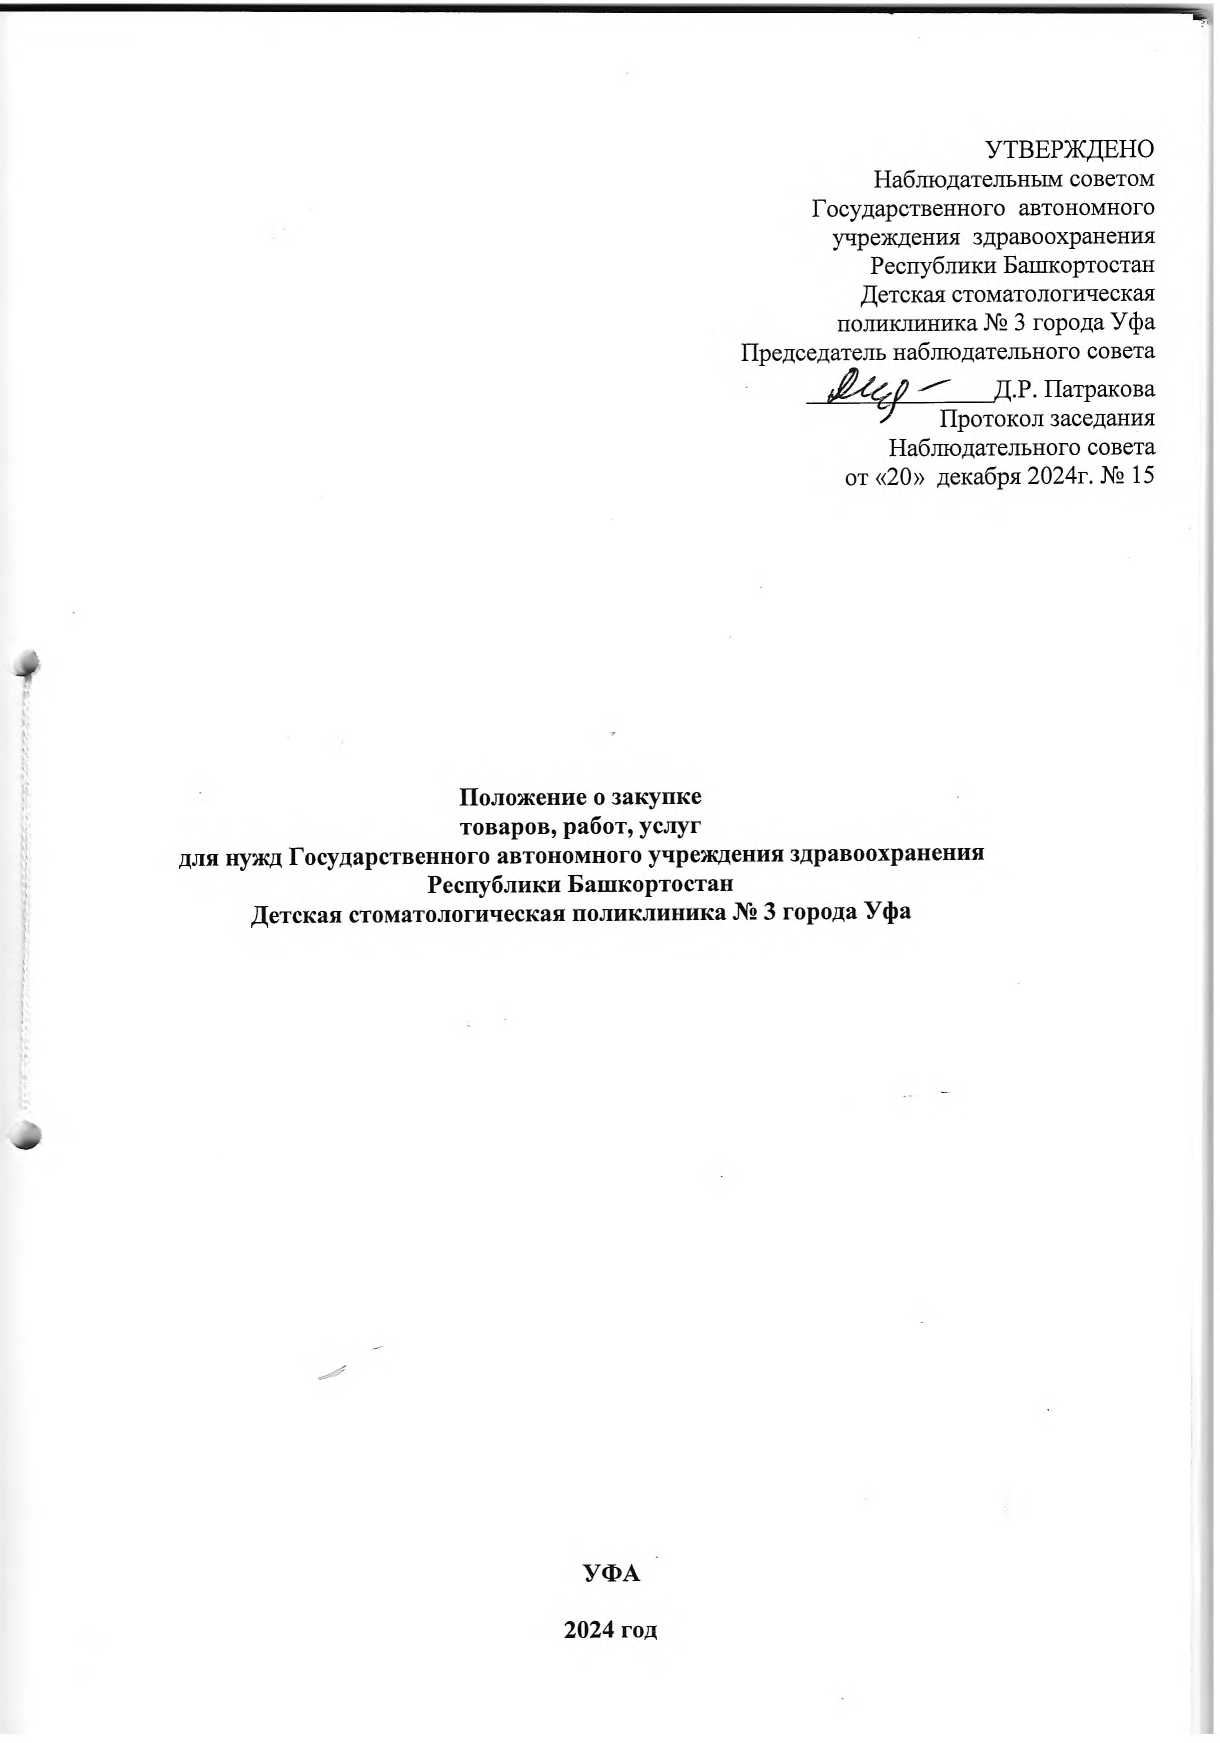 УТВЕРЖДЕНО
Наблюдательным советом
Государственного автономного
учреждения здравоохранения
Республики Башкортостан
Детская стоматологическая
поликлиника № 3 города Уфа
Председатель наблюдательного совета
Д.Р. Патракова
Протокол заседания
Наблюдательного совета
от «20» декабря 2024г. № 15
Положение о закупке
товаров, работ, услуг
для нужд Государственного автономного учреждения здравоохранения
Республики Башкортостан
Детская стоматологическая поликлиника № 3 города Уфа
УФА
2024 год